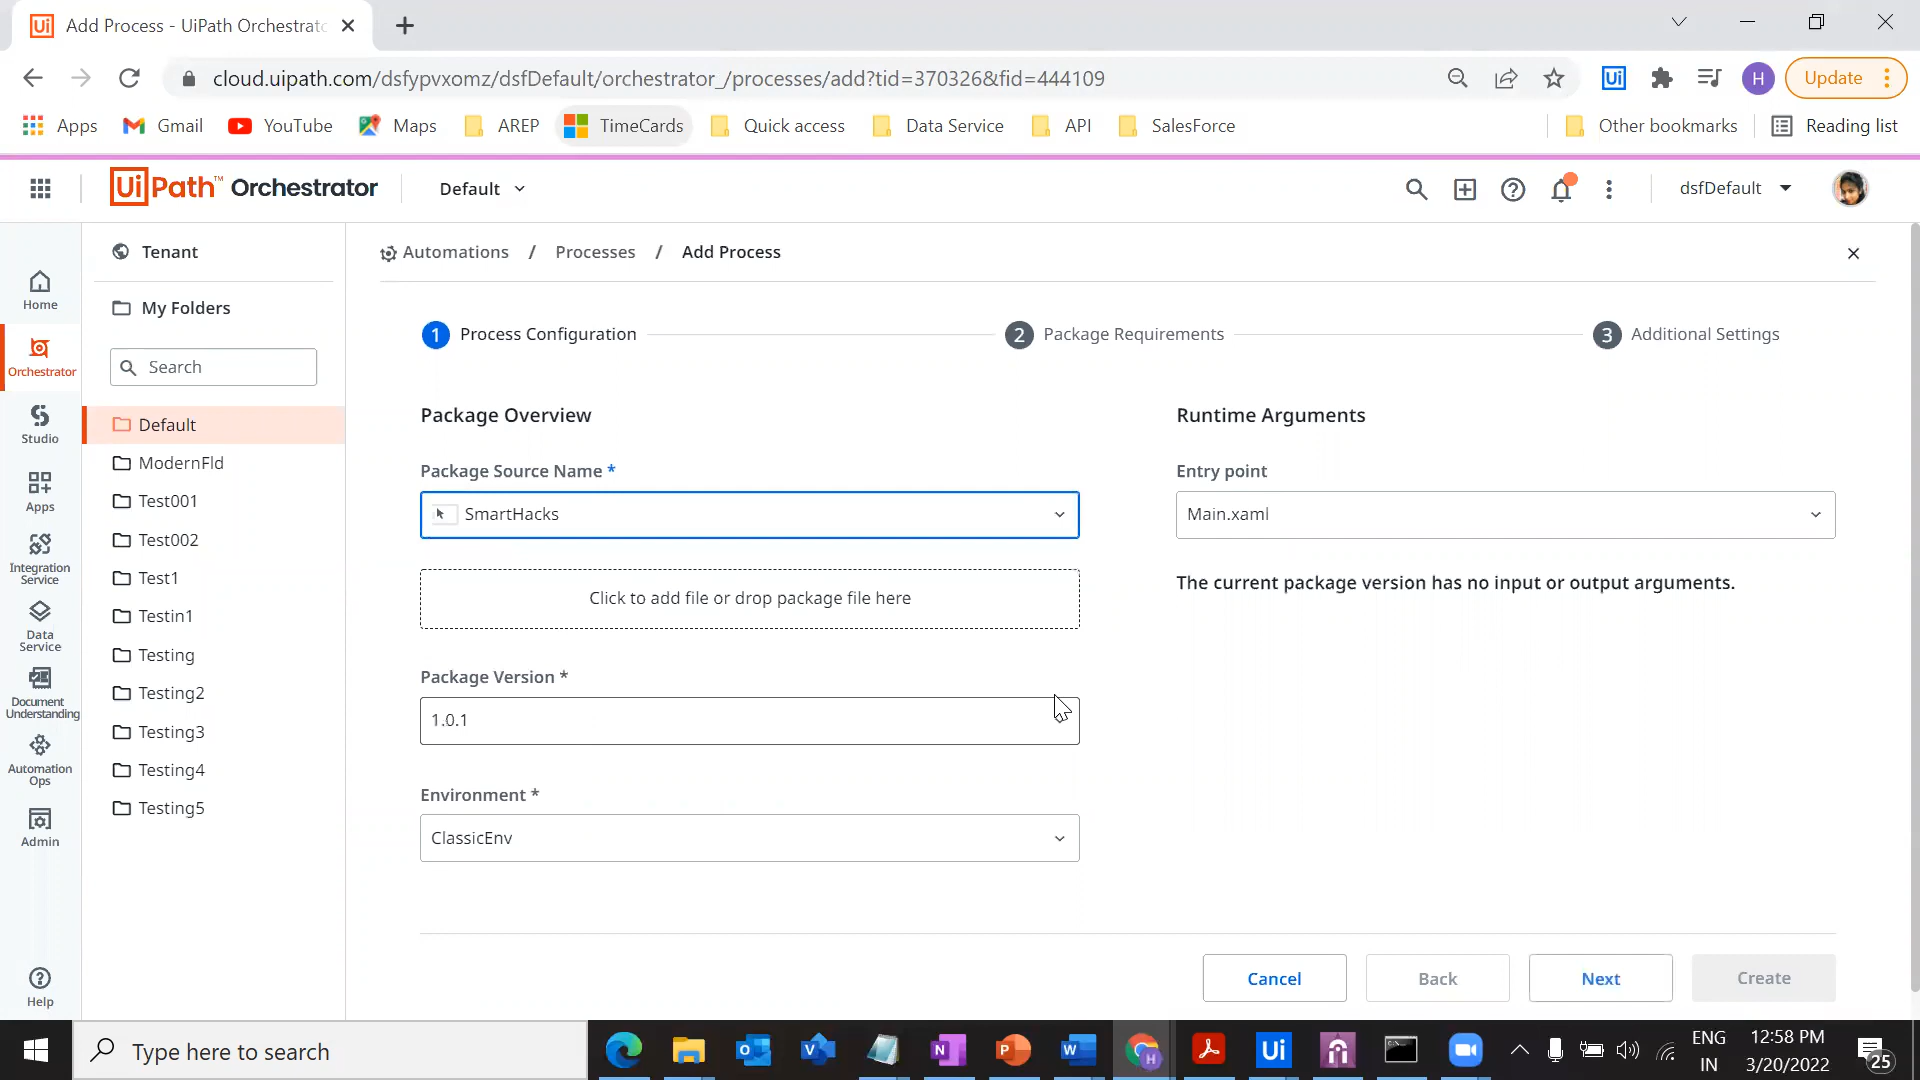 Add Process - UiPath Orchestrato
cloud.uipath.com/dsfypvxomz/dsfDefault/orchestrator_/processes/add?tid=370326&fid=444109
Ui
H
Update
Apps
Gmail
YouTube
Maps
AREP
TimeCards
Quick access
Data Service
API
SalesForce
Other bookmarks
Reading list
UiPath™ Orchestrator
Default
dsfDefault
Home
Orchestrator
Studio
Apps
Integration
Service
Data
Service
Document
Understanding
Automation
Ops
Admin
Help
Tenant
My Folders
Search
Default
ModernFld
Test001
Test002
Test1
Testin1
Testing
Testing2
Testing3
Testing4
Testing5
Automations / Processes / Add Process
1 Process Configuration
2 Package Requirements
3 Additional Settings
Package Overview
Package Source Name *
SmartHacks
Click to add file or drop package file here
Package Version *
1.0.1
Environment *
ClassicEnv
Runtime Arguments
Entry point
Main.xaml
The current package version has no input or output arguments.
Cancel
Back
Next
Create
Type here to search
Ui
ENG
IN
12:58 PM
3/20/2022
25